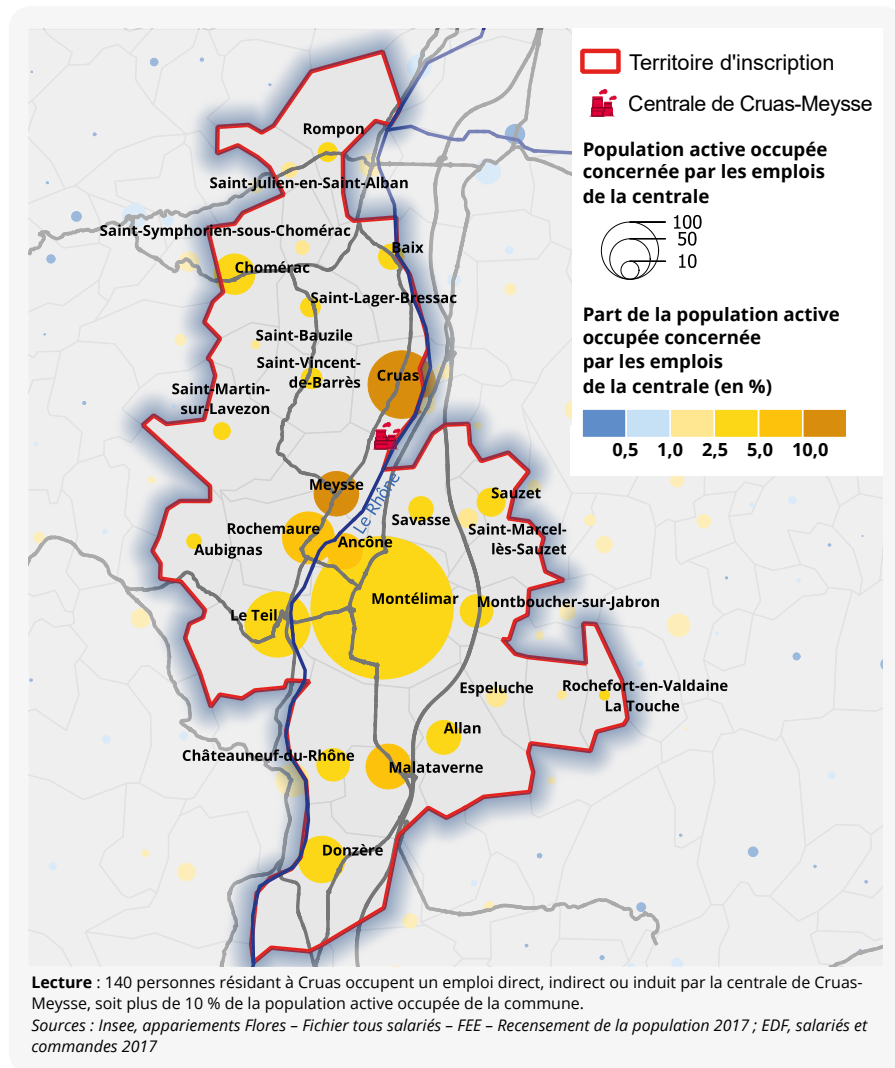 Territoire d'inscription
Centrale de Cruas-Meysse
Population active occupée
concernée par les emplois
de la centrale
100
50
10
Part de la population active
occupée concernée
par les emplois
de la centrale (en %)
0,5
1,0
2,5
5,0
10,0
Rompon
Saint-Julien-en-Saint-Alban
Saint-Symphorien-sous-Chomérac
Baix
Chomérac
Saint-Lager-Bressac
Saint-Bauzile
Saint-Vincent-
de-Barrès
Cruas
Saint-Martin-
sur-Lavezon
Meysse
Le Rhône
Sauzet
Savasse
Rochemaure
Saint-Marcel-
lès-Sauzet
Ancône
Aubignas
Montélimar
Montboucher-sur-Jabron
Le Teil
Espeluche
Rochefort-en-Valdaine
La Touche
Allan
Châteauneuf-du-Rhône
Malataverne
Donzère
Lecture : 140 personnes résidant à Cruas occupent un emploi direct, indirect ou induit par la centrale de Cruas-
Meysse, soit plus de 10 % de la population active occupée de la commune.
Sources : Insee, appariements Flores – Fichier tous salariés – FEE – Recensement de la population 2017 ; EDF, salariés et
commandes 2017